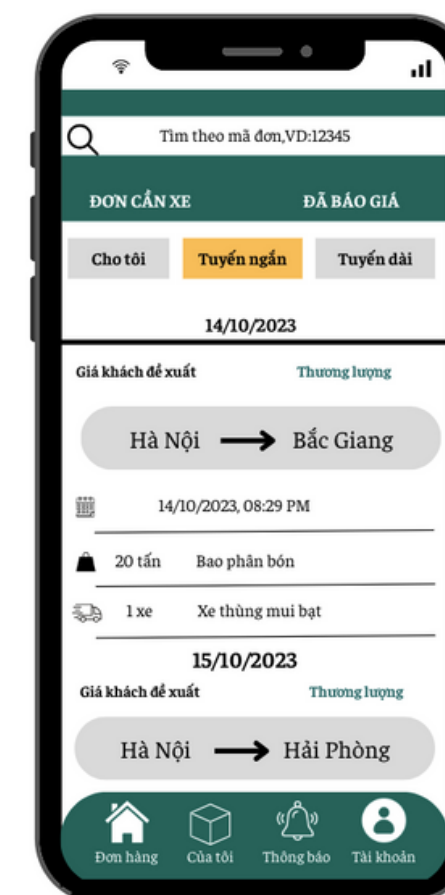 Tìm theo mã đơn,VD:12345
ĐƠN CẦN XE ĐÃ BÁO GIÁ
Cho tôi Tuyến ngắn Tuyến dài
14/10/2023
Giá khách đề xuất Thương lượng
Hà Nội → Bắc Giang
14/10/2023, 08:29 PM
20 tấn Bao phân bón
1 xe Xe thùng mui bạt
15/10/2023
Giá khách đề xuất Thương lượng
Hà Nội → Hải Phòng
Đơn hàng Của tôi Thông báo Tài khoản